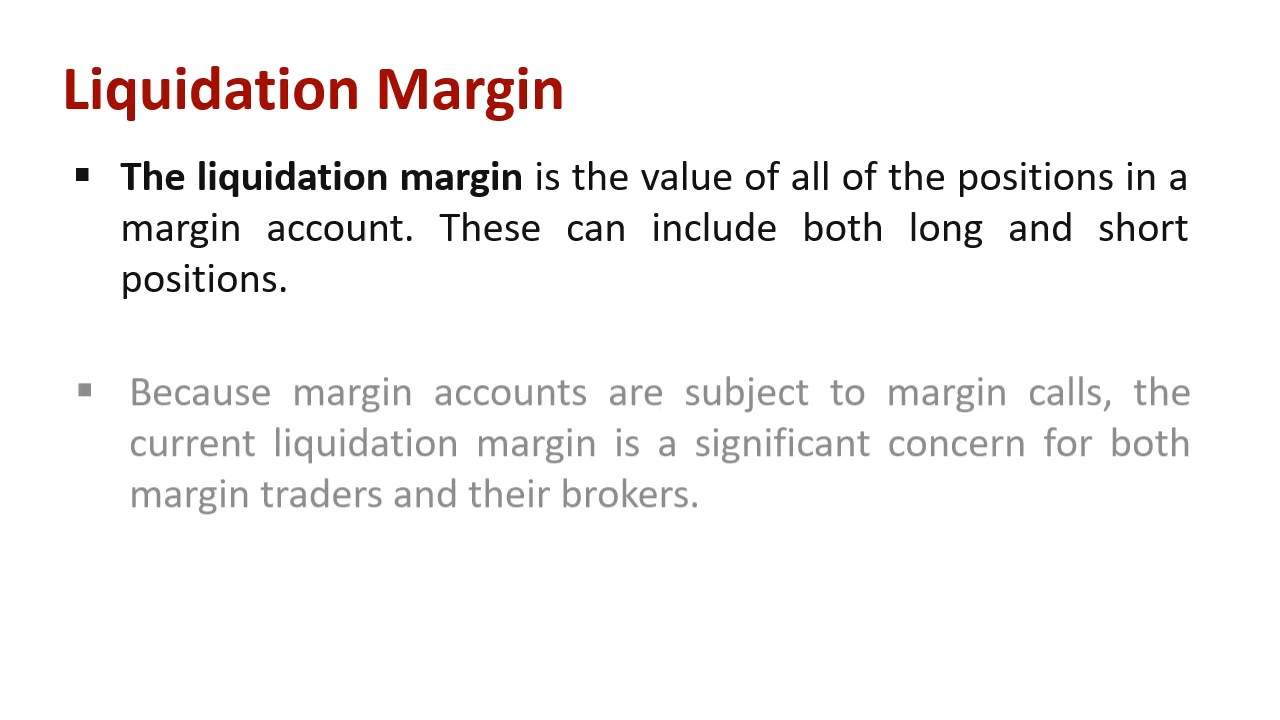 Liquidation Margin
▪ The liquidation margin is the value of all of the positions in a
margin account. These can include both long and short
positions.
▪ Because margin accounts are subject to margin calls, the
current liquidation margin is a significant concern for both
margin traders and their brokers.